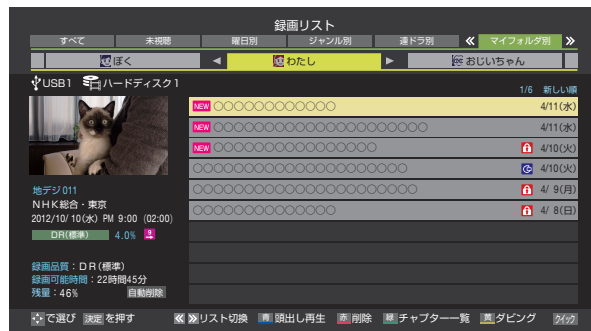 録画リスト
すべて 未視聴 曜日別 ジャンル別 連ドラ別 マイフォルダ別
ぼく わたし おじいちゃん
USB1 ハードディスク1
1/6 新しい順
NEW ○○○○○○○○○○○○○ 4/11(水)
NEW ○○○○○○○○○○○○○○○○○○○○○○○ 4/11(水)
NEW ○○○○○○○○○○○○○○○○○ 4/10(火)
○○○○○○○○○○○○○○○○○○○○○○○ 4/10(火)
○○○○○○○○○○○○○○○○○○○○○○○○ 4/ 9(月)
○○○○○○○○○○○○○○○ 4/ 8(日)
地デジ011
NHK総合・東京
2012/10/10(水) PM 9:00 (02:00)
DR(標準) 4.0% 9
録画品質：DR(標準)
録画可能時間：22時間45分
残量：46% 自動削除
で選び 決定 を押す リスト切換 青 頭出し再生 赤 削除 緑 チャプター一覧 黄 ダビング クイック